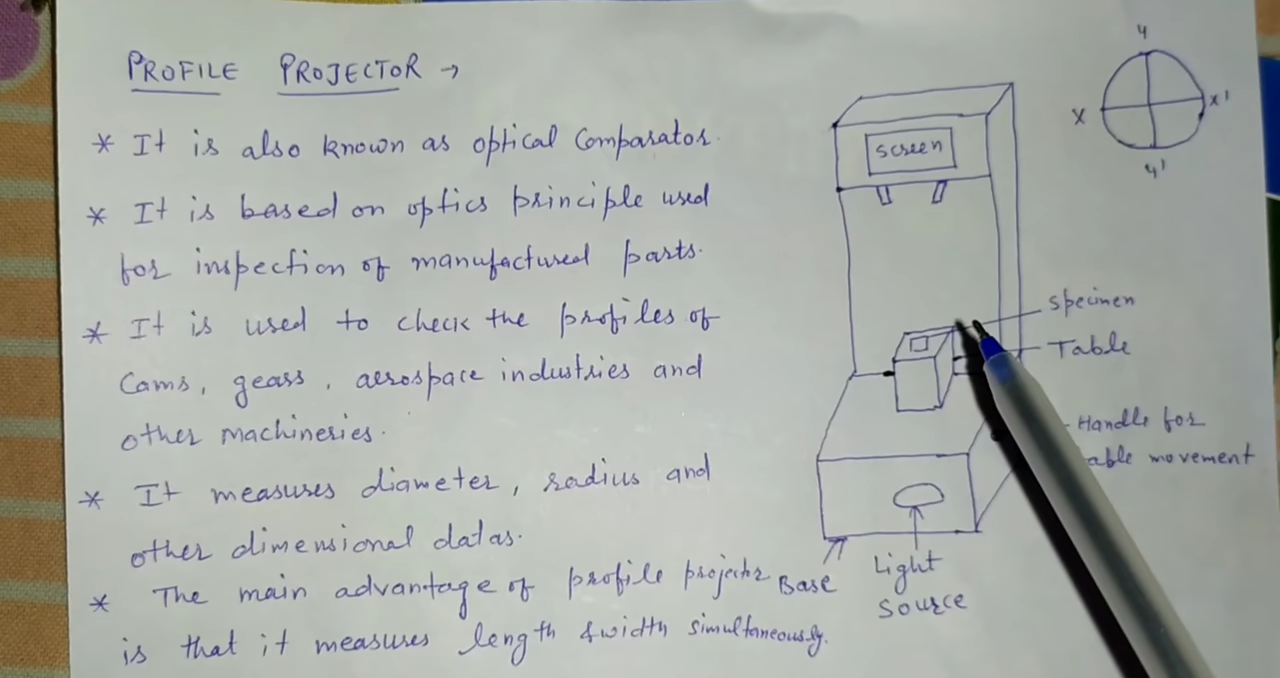 PROFILE PROJECTOR →
* It is also known as optical Comparator.
* It is based on optics principle used
for inspection of manufactured parts.
* It is used to check the profiles of
Cams, gears, aerospace industries and
other machineries.
* It measures diameter, radius and
other dimensional datas.
* The main advantage of profile projector
is that it measures length & width simultaneously.
Screen
Specimen
Table
Handle for
able movement
Base
Light
Source
y
x
x'
y'